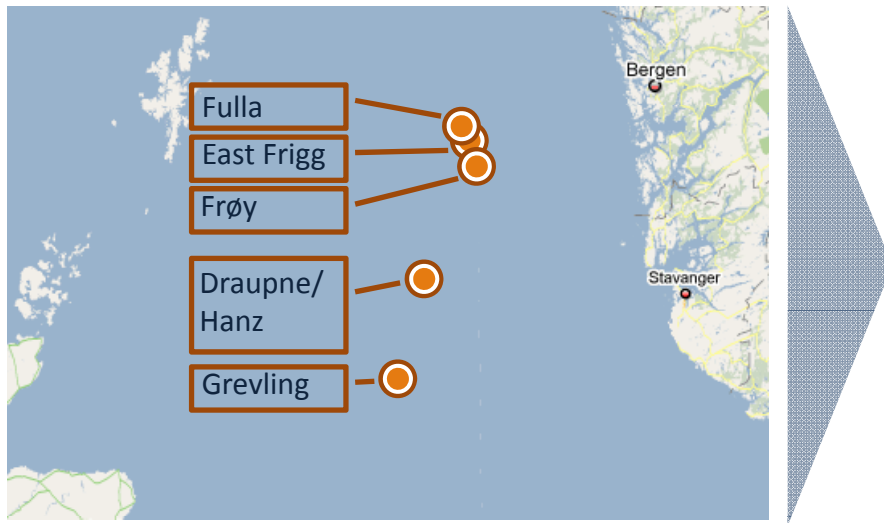 Bergen
Fulla
East Frigg
Frøy
Draupne/
Hanz
Stavanger
Grevling